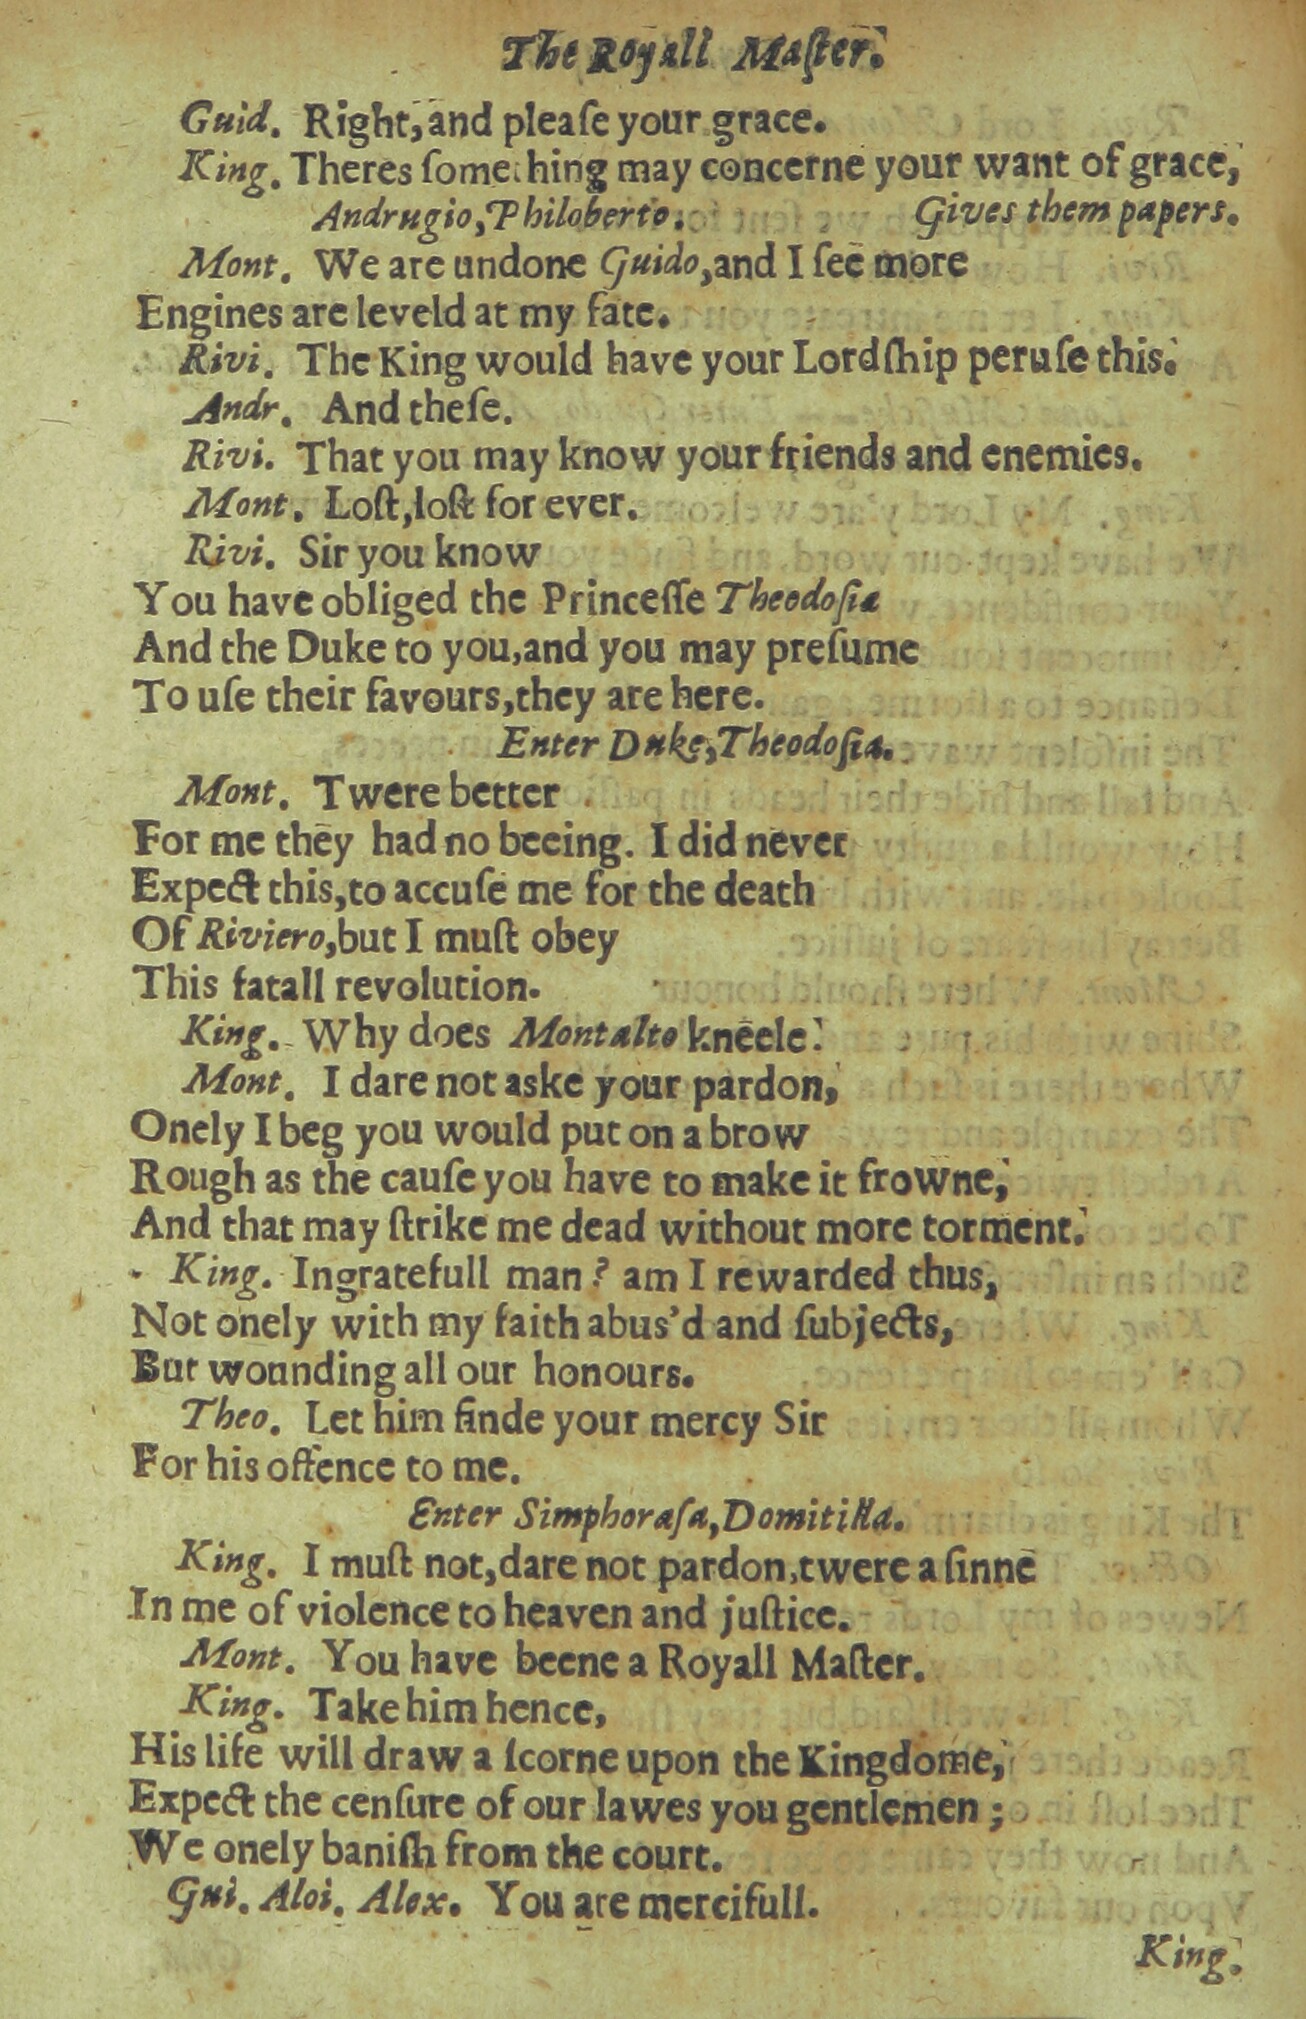 The Royall Maſter.
Guid. Right, and pleaſe your grace.
King. Theres ſomething may concerne your want of grace,
Andrugio, Philoberto. Gives them papers.
Mont. We are undone Guido, and I ſee more
Engines are leveld at my fate.
Rivi. The King would have your Lordſhip peruſe this.
Andr. And theſe.
Rivi. That you may know your friends and enemies.
Mont. Loſt, loſt for ever.
Rivi. Sir you know
You have obliged the Princeſſe Theodoſia
And the Duke to you, and you may preſume
To uſe their favours, they are here.
Enter Duke, Theodoſia.
Mont. Twere better
For me they had no beeing. I did never
Expect this, to accuſe me for the death
Of Riviero, but I muſt obey
This fatall revolution.
King. Why does Montalto kneele.
Mont. I dare not aske your pardon,
Onely I beg you would put on a brow
Rough as the cauſe you have to make it frowne,
And that may ſtrike me dead without more torment.
King. Ingratefull man? am I rewarded thus,
Not onely with my faith abus'd and ſubjects,
But wonnding all our honours.
Theo. Let him finde your mercy Sir
For his offence to me.
Enter Simphoraſa, Domitilla.
King. I muſt not, dare not pardon, twere a ſinne
In me of violence to heaven and juſtice.
Mont. You have beene a Royall Maſter.
King. Take him hence,
His life will draw a ſcorne upon the Kingdome,
Expect the cenſure of our lawes you gentlemen;
We onely baniſh from the court.
Gui. Aloi. Alex. You are mercifull.
King.